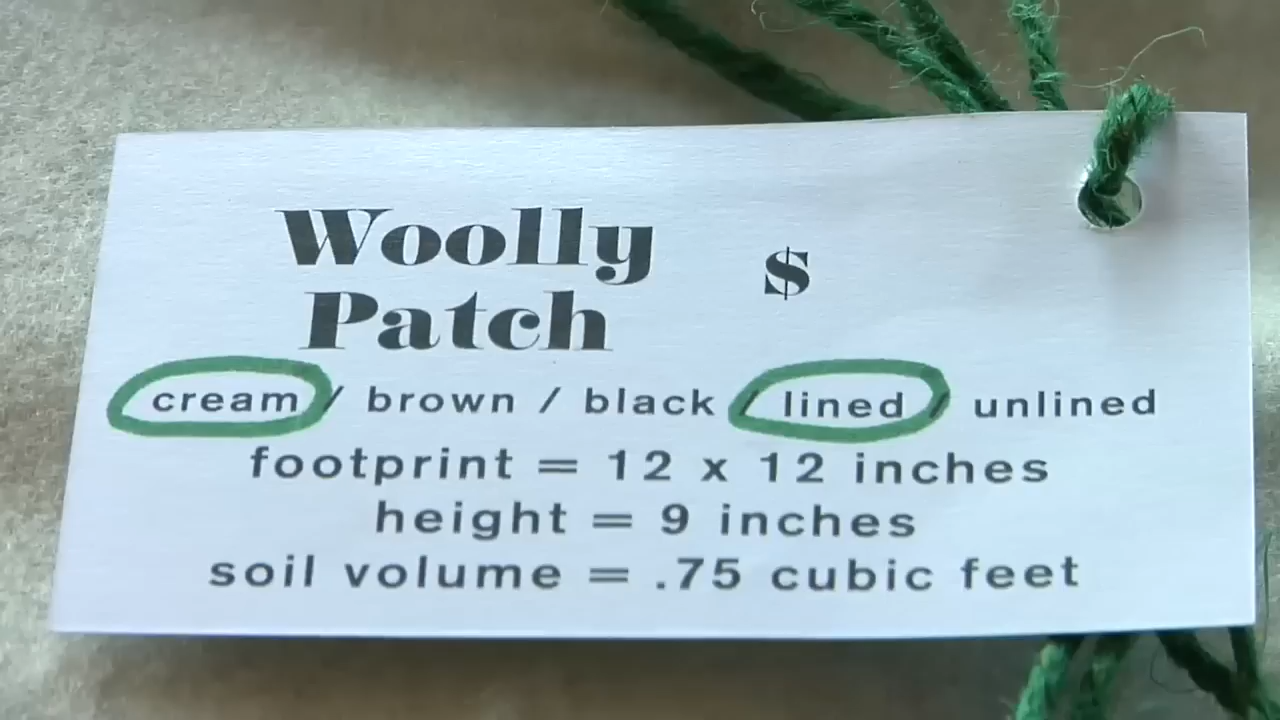 Woolly
Patch
$
cream / brown / black / lined / unlined
footprint = 12 x 12 inches
height = 9 inches
soil volume = .75 cubic feet